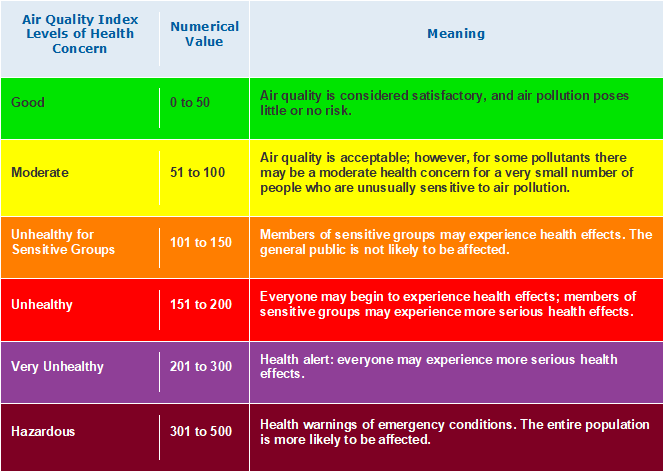 Air Quality Index
Levels of Health
Concern
Numerical
Value
Meaning
Good
0 to 50
Air quality is considered satisfactory, and air pollution poses
little or no risk.
Moderate
51 to 100
Air quality is acceptable; however, for some pollutants there
may be a moderate health concern for a very small number of
people who are unusually sensitive to air pollution.
Unhealthy for
Sensitive Groups
101 to 150
Members of sensitive groups may experience health effects. The
general public is not likely to be affected.
Unhealthy
151 to 200
Everyone may begin to experience health effects; members of
sensitive groups may experience more serious health effects.
Very Unhealthy
201 to 300
Health alert: everyone may experience more serious health
effects.
Hazardous
301 to 500
Health warnings of emergency conditions. The entire population
is more likely to be affected.